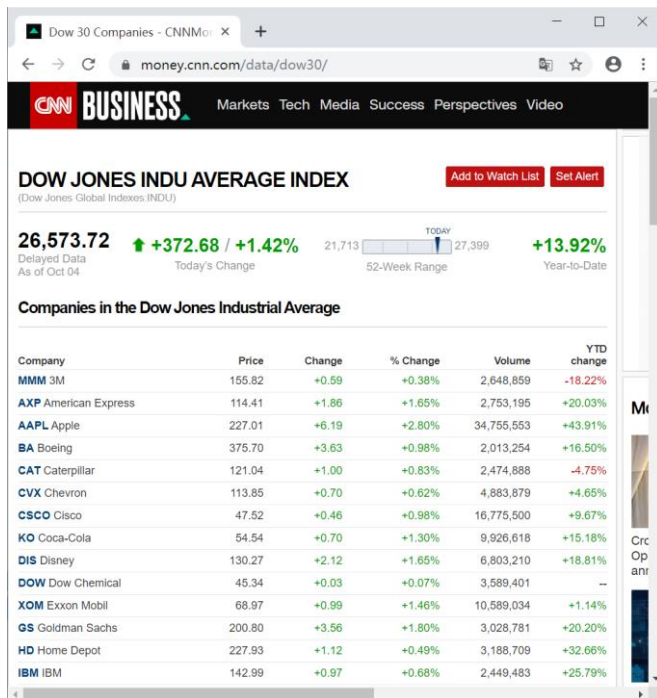 Dow 30 Companies - CNNMo
money.cnn.com/data/dow30/
CNN BUSINESS Markets Tech Media Success Perspectives Video
DOW JONES INDU AVERAGE INDEX Add to Watch List Set Alert
(Dow Jones Global Indexes:INDU)
TODAY
26,573.72 +372.68 / +1.42% 21,713 27,399 +13.92%
Delayed Data Today's Change 52-Week Range Year-to-Date
As of Oct 04
Companies in the Dow Jones Industrial Average
YTD
Company Price Change % Change Volume change
MMM 3M 155.82 +0.59 +0.38% 2,648,859 -18.22%
AXP American Express 114.41 +1.86 +1.65% 2,753,195 +20.03%
AAPL Apple 227.01 +6.19 +2.80% 34,755,553 +43.91%
BA Boeing 375.70 +3.63 +0.98% 2,013,254 +16.50%
CAT Caterpillar 121.04 +1.00 +0.83% 2,474,888 -4.75%
CVX Chevron 113.85 +0.70 +0.62% 4,883,879 +4.65%
CSCO Cisco 47.52 +0.46 +0.98% 16,775,500 +9.67%
KO Coca-Cola 54.54 +0.70 +1.30% 9,926,618 +15.18%
DIS Disney 130.27 +2.12 +1.65% 6,803,210 +18.81%
DOW Dow Chemical 45.34 +0.03 +0.07% 3,589,401 --
XOM Exxon Mobil 68.97 +0.99 +1.46% 10,589,034 +1.14%
GS Goldman Sachs 200.80 +3.56 +1.80% 3,028,781 +20.20%
HD Home Depot 227.93 +1.12 +0.49% 3,188,709 +32.66%
IBM IBM 142.99 +0.97 +0.68% 2,449,483 +25.79%
Cro
Op
ann